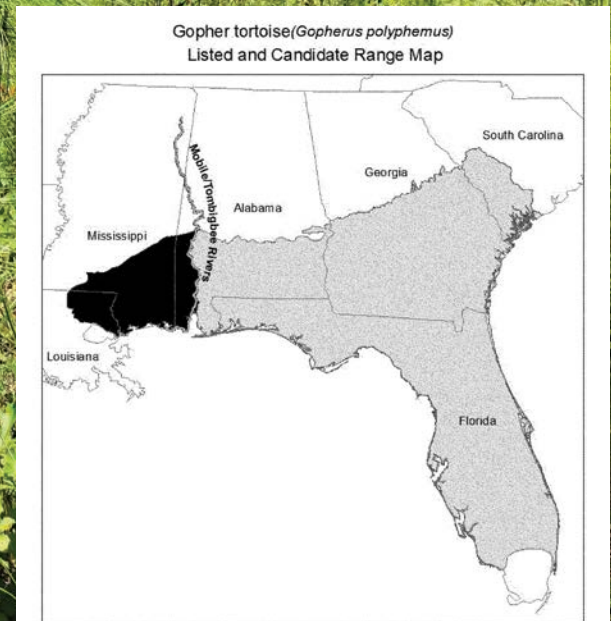 Gopher tortoise(Gopherus polyphemus)
Listed and Candidate Range Map
South Carolina
Georgia
Mobile/Tombigbee Rivers
Alabama
Mississippi
Louisiana
Florida